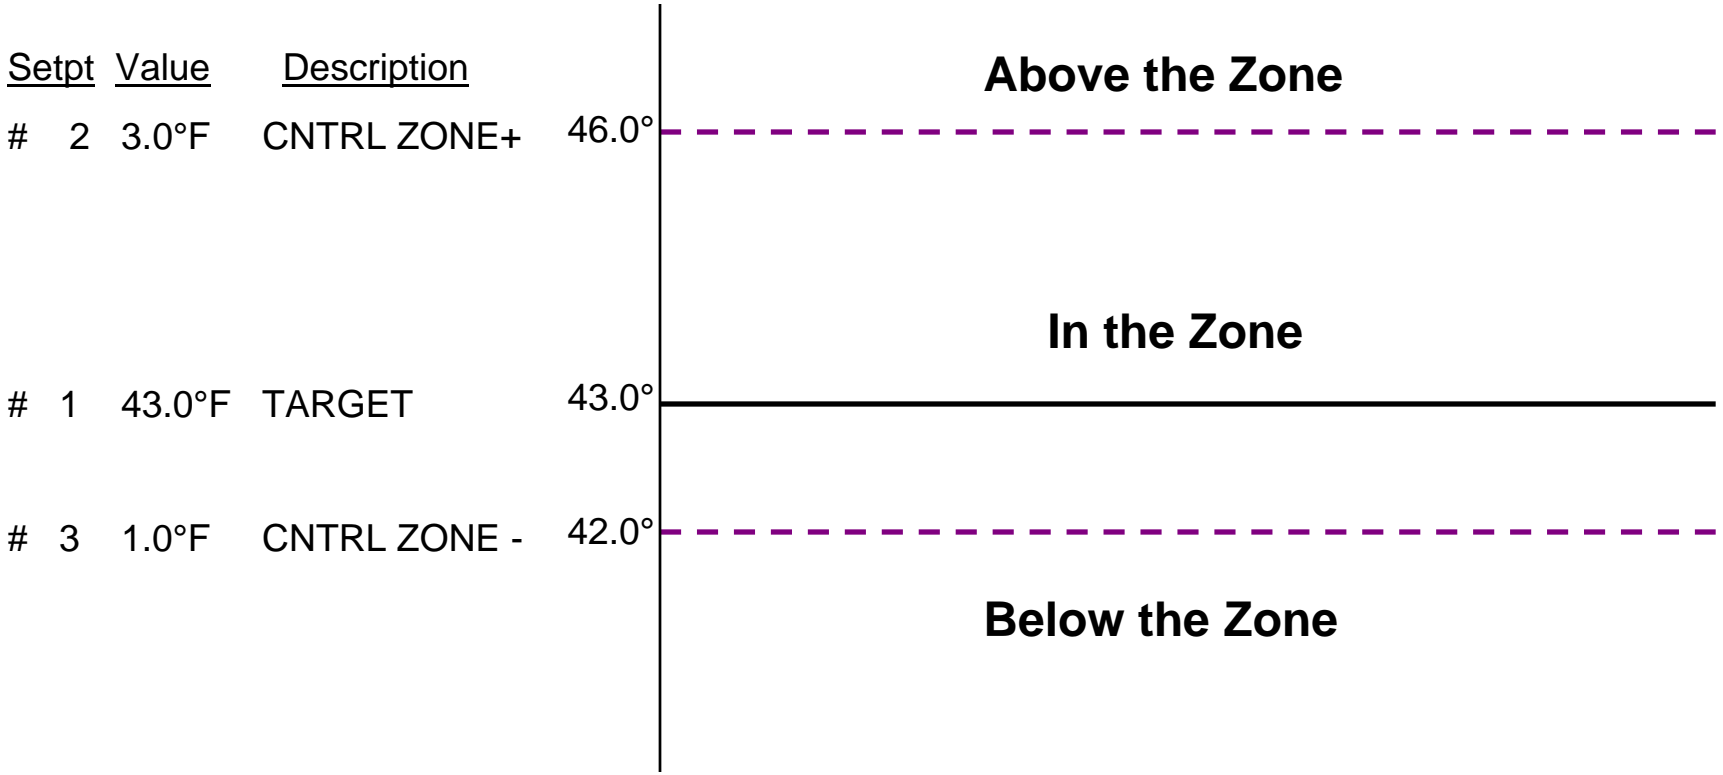 Setpt Value Description
Above the Zone
# 2 3.0°F CNTRL ZONE+ 46.0°
In the Zone
# 1 43.0°F TARGET 43.0°
# 3 1.0°F CNTRL ZONE - 42.0°
Below the Zone